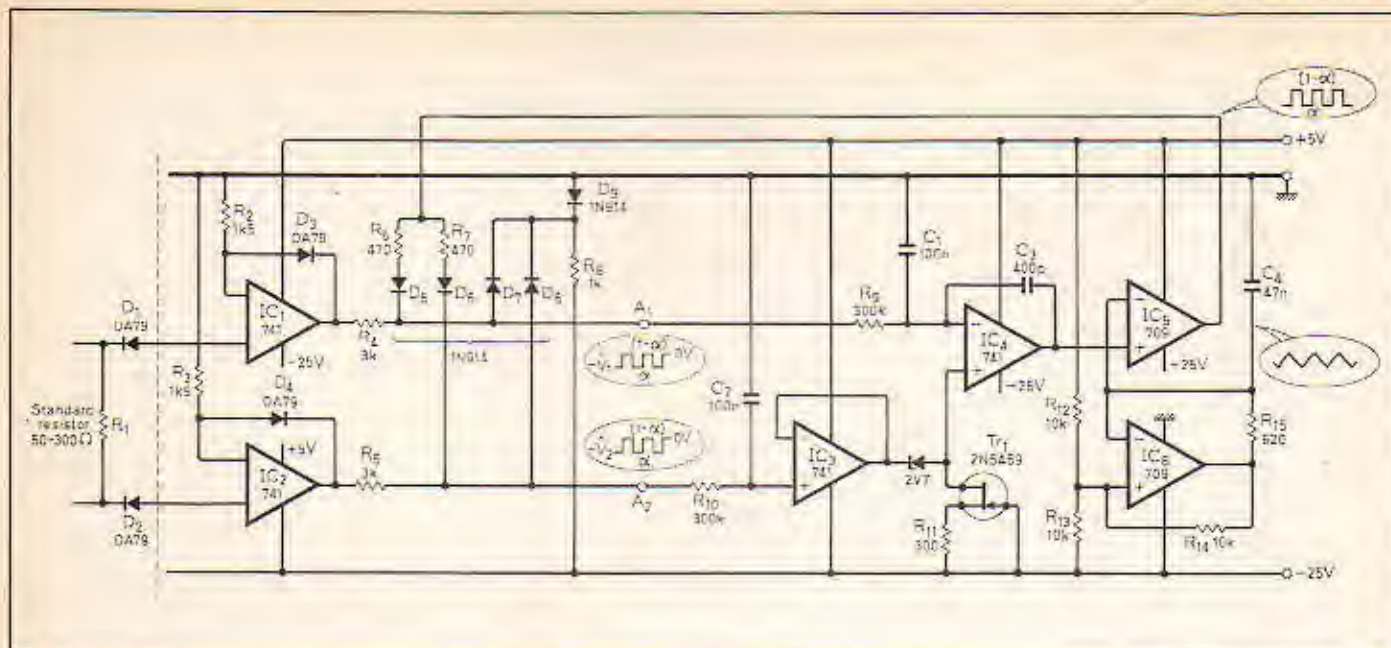 (1-α)
α
+5V
R2
1k5
D3
OA79
D9
1N914
R6
470
R7
470
C1
100n
C3
400p
C4
47n
D1
OA79
IC1
741
-25V
R4
3k
D5
D6
D7
D8
R8
1k
1N914
A1
R9
300k
IC4
741
-25V
IC5
709
-25V
(1-α)
-V1
0V
α
R3
1k5
D4
OA79
Standard
resistor
50-300Ω
R1
C2
100n
R12
10k
R15
620
(1-α)
-V2
0V
α
IC3
741
2V7
Tr1
2N5459
IC6
709
+5V
IC2
741
R5
3k
A2
R10
300k
R11
300
R13
10k
R14 10k
D2
OA79
-25V